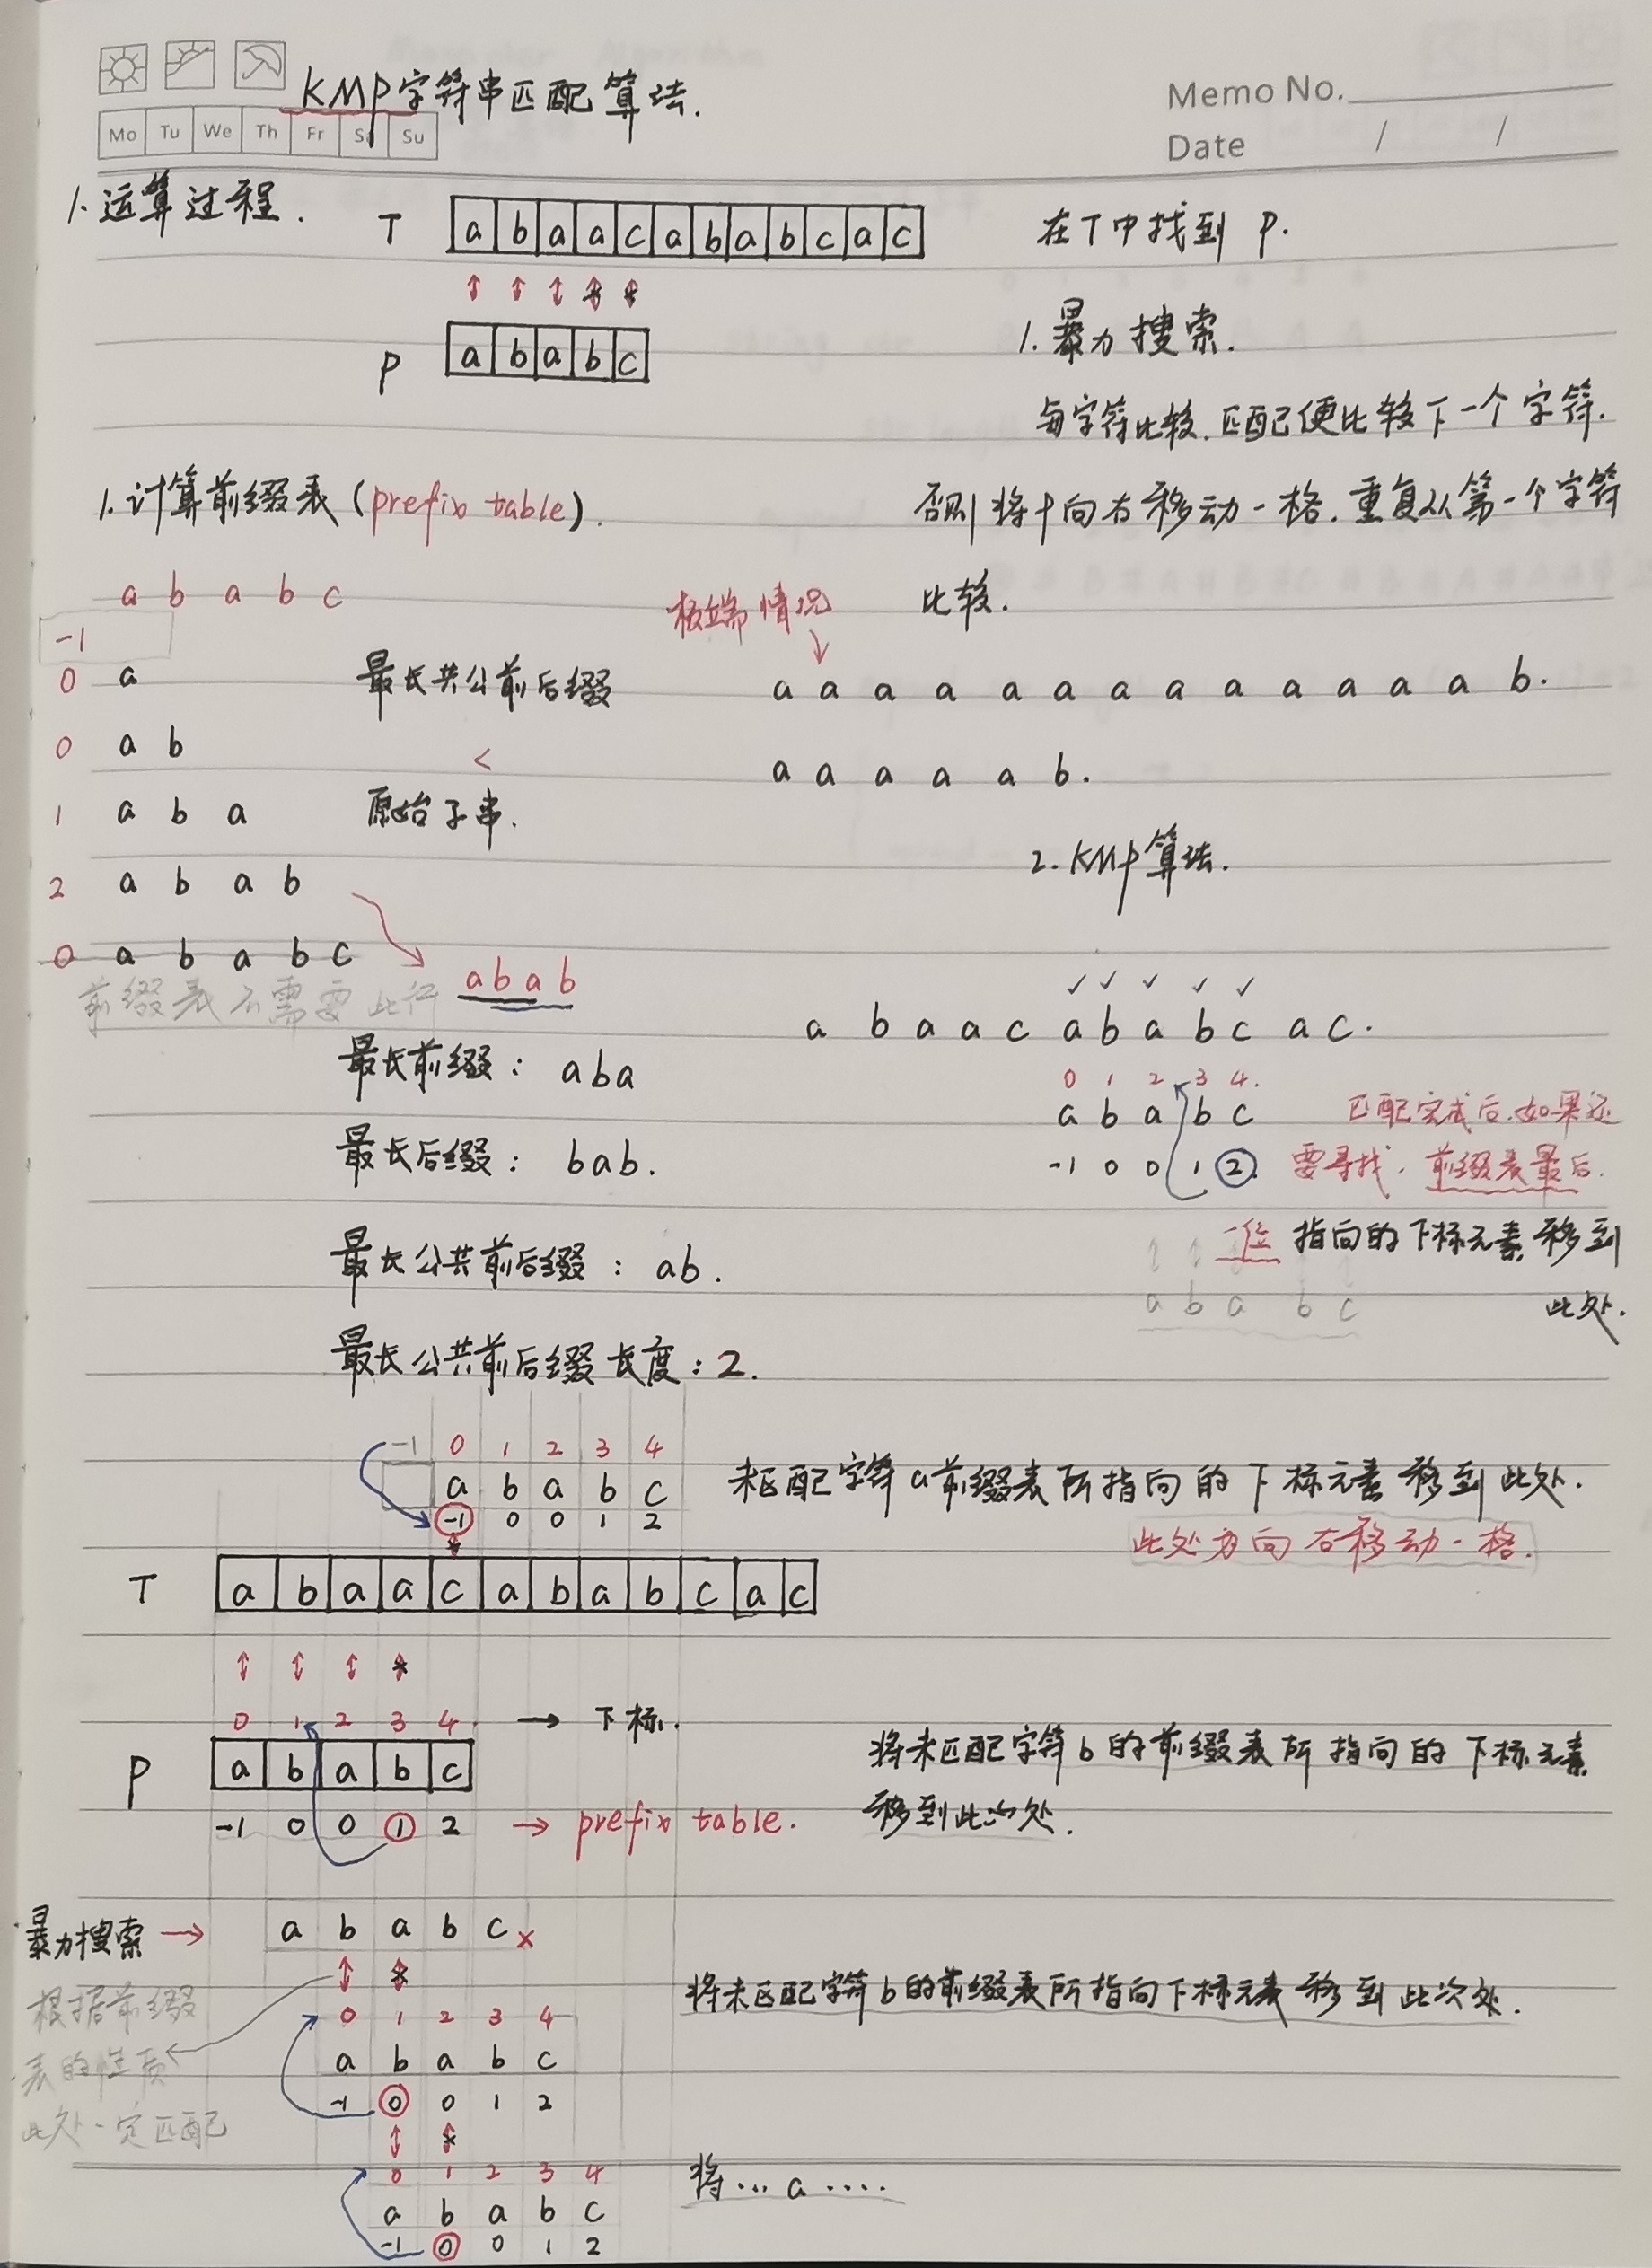 KMP字符串匹配算法.
Memo No.
Mo Tu We Th Fr Sa Su
Date / /
1. 运算过程.
T a b a a c a b a b c a c
在T中找到 P.
P a b a b c
1. 暴力搜索.
每字符比较. 匹配便比较下一个字符.
否则将P向右移动一格. 重复从第一个字符
比较.
极端情况
a a a a a a a a a a a a a b.
a a a a a b.
1. 计算前缀表 (prefix table).
a b a b c
-1
0 a
最长共公前后缀
0 a b
<
1 a b a
原始子串.
2 a b a b
0 a b a b c
前缀表不需要此行
a b a b
最长前缀: aba
最长后缀: bab.
最长公共前后缀: ab.
最长公共前后缀长度: 2.
2. KMP算法.
✓ ✓ ✓ ✓ ✓
a b a a c a b a b c a c.
0 1 2 3 4.
a b a b c
-1 0 0 1 2
匹配完成后,如果还
要寻找, 前缀表最后
一位 指向的下标元素移到
此处.
a b a b c
-1 0 1 2 3 4
a b a b c
-1 0 0 1 2
未匹配字符a前缀表所指向的下标元素移到此处.
此处为向右移动一格.
T a b a a c a b a b c a c
0 1 2 3 4. → 下标.
P a b a b c
-1 0 0 1 2 → prefix table.
将未匹配字符b的前缀表所指向的下标元素
移到此次处.
暴力搜索 → a b a b c x
根据前缀
表的性质
此处一定匹配
0 1 2 3 4
a b a b c
-1 0 0 1 2
将未匹配字符b的前缀表所指向下标元素移到此次处.
0 1 2 3 4
a b a b c
-1 0 0 1 2
将...a....